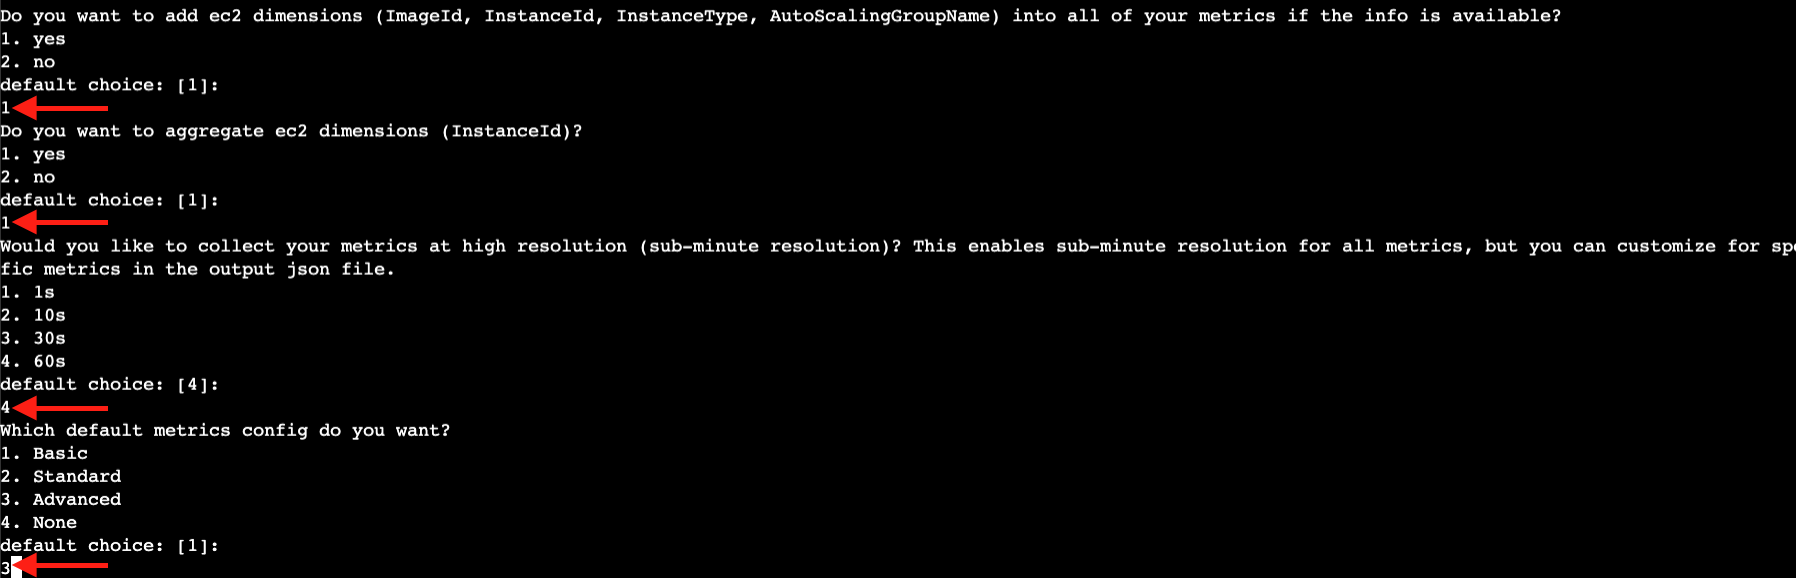 Do you want to add ec2 dimensions (ImageId, InstanceId, InstanceType, AutoScalingGroupName) into all of your metrics if the info is available?
1. yes
2. no
default choice: [1]:
1
Do you want to aggregate ec2 dimensions (InstanceId)?
1. yes
2. no
default choice: [1]:
1
Would you like to collect your metrics at high resolution (sub-minute resolution)? This enables sub-minute resolution for all metrics, but you can customize for spe
fic metrics in the output json file.
1. 1s
2. 10s
3. 30s
4. 60s
default choice: [4]:
4
Which default metrics config do you want?
1. Basic
2. Standard
3. Advanced
4. None
default choice: [1]:
3